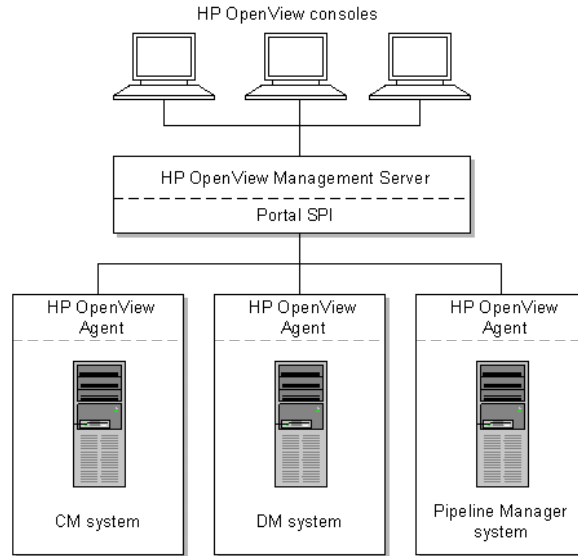 HP OpenView consoles
HP OpenView Management Server
Portal SPI
HP OpenView
Agent
HP OpenView
Agent
HP OpenView
Agent
CM system
DM system
Pipeline Manager
system